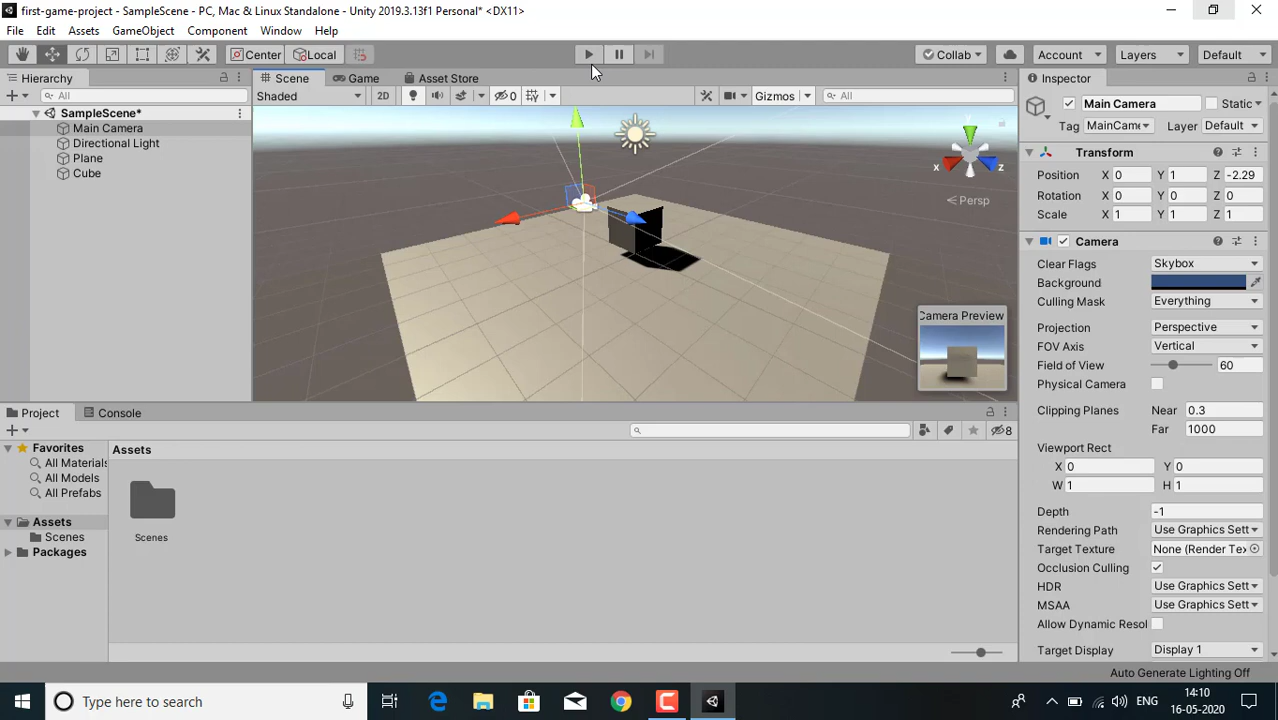 first-game-project - SampleScene - PC, Mac & Linux Standalone - Unity 2019.3.13f1 Personal* <DX11>
File Edit Assets GameObject Component Window Help
Center Local Collab Account Layers Default
Hierarchy Scene Game Asset Store Inspector
All Shaded 2D 0 Gizmos All Main Camera Static
SampleScene*
Main Camera
Directional Light
Plane
Cube
y
x
z
Persp
Camera Preview
Tag MainCame Layer Default
Transform
Position X 0 Y 1 Z -2.29
Rotation X 0 Y 0 Z 0
Scale X 1 Y 1 Z 1
Camera
Clear Flags Skybox
Background
Culling Mask Everything
Projection Perspective
FOV Axis Vertical
Field of View 60
Physical Camera
Clipping Planes Near 0.3
Far 1000
Viewport Rect
X 0 Y 0
W 1 H 1
Depth -1
Rendering Path Use Graphics Sett
Target Texture None (Render Tex
Occlusion Culling
HDR Use Graphics Sett
MSAA Use Graphics Sett
Allow Dynamic Resol
Target Display Display 1
Project Console
8
Favorites
All Materials
All Models
All Prefabs
Assets
Scenes
Packages
Assets
Scenes
Auto Generate Lighting Off
Type here to search
ENG
14:10
16-05-2020